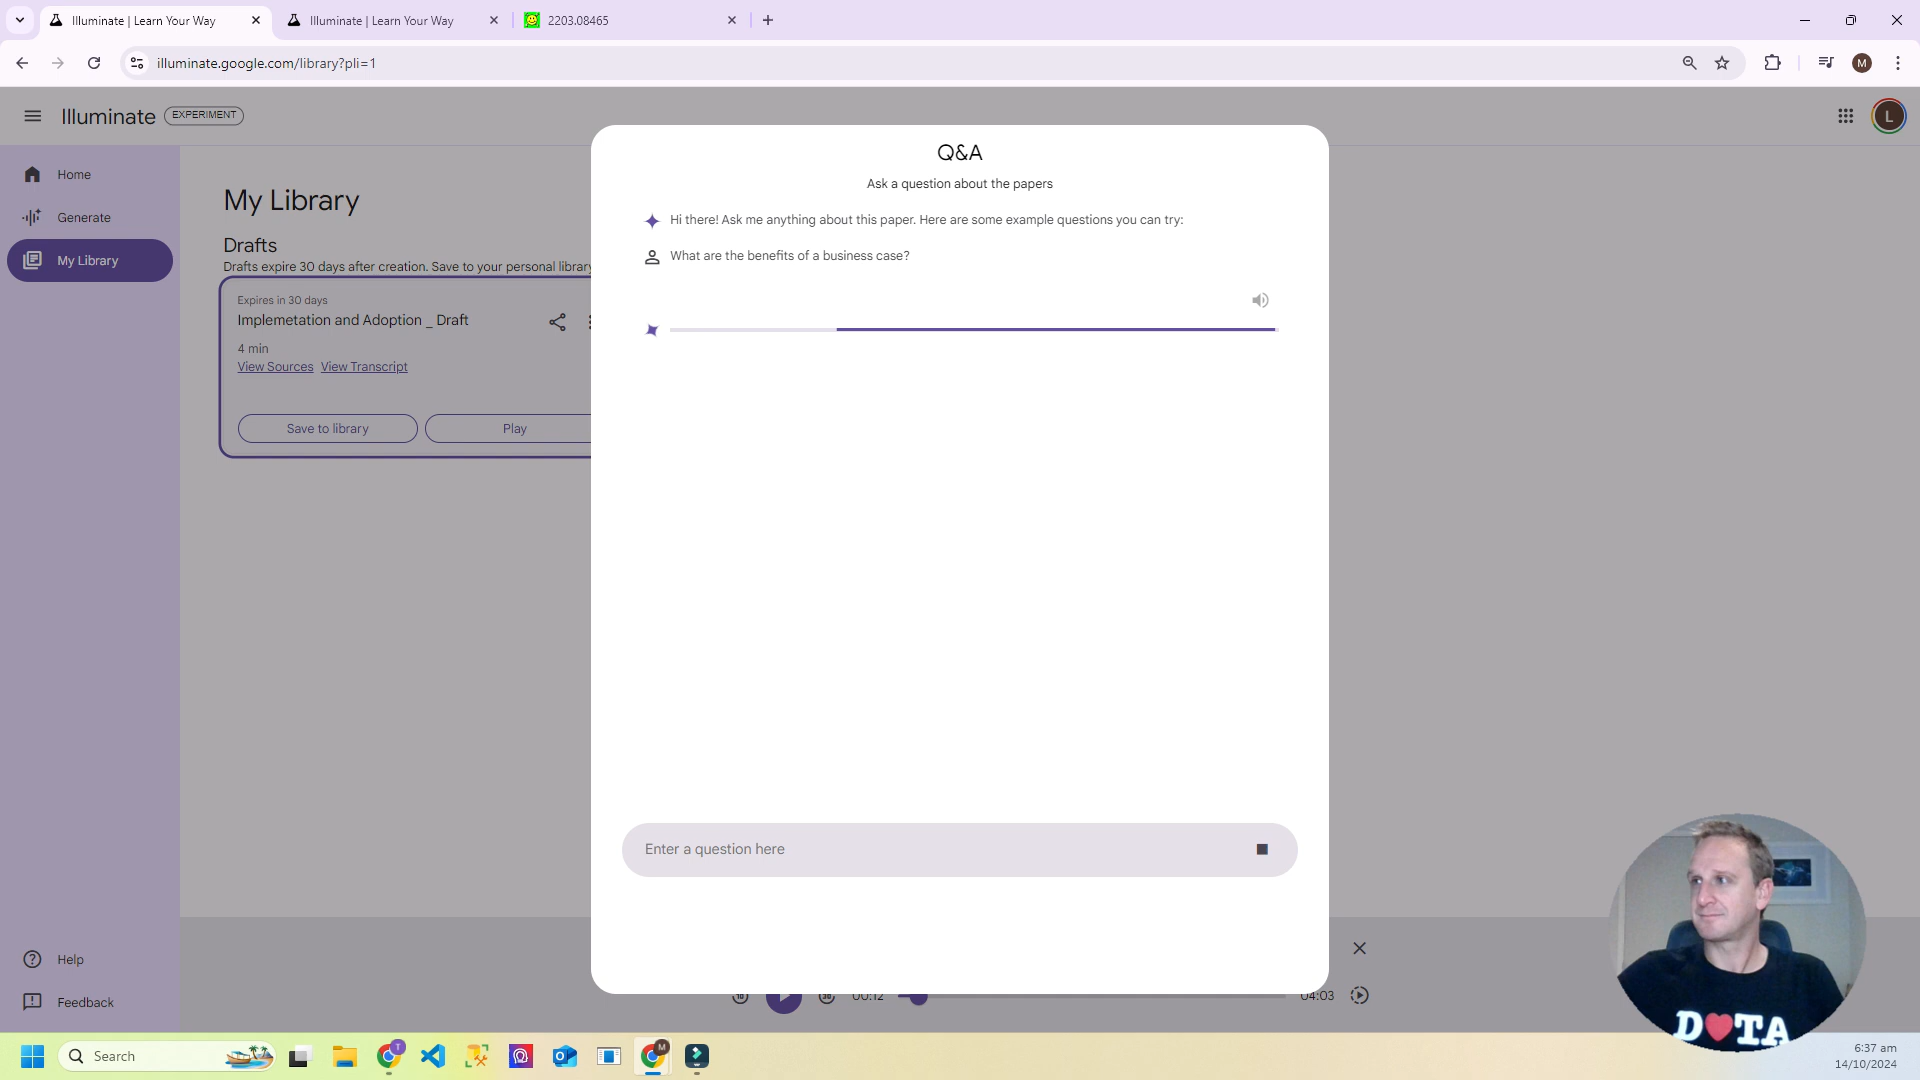 Illuminate | Learn Your Way
Illuminate | Learn Your Way
2203.08465
illuminate.google.com/library?pli=1
M
Illuminate
EXPERIMENT
L
Home
Generate
My Library
Help
Feedback
My Library
Drafts
Drafts expire 30 days after creation. Save to your personal library
Expires in 30 days
Implemetation and Adoption _ Draft
4 min
View Sources View Transcript
Save to library
Play
Q&A
Ask a question about the papers
Hi there! Ask me anything about this paper. Here are some example questions you can try:
What are the benefits of a business case?
Enter a question here
10
30
00:12
04:03
D❤TA
Search
T
M
6:37 am
14/10/2024